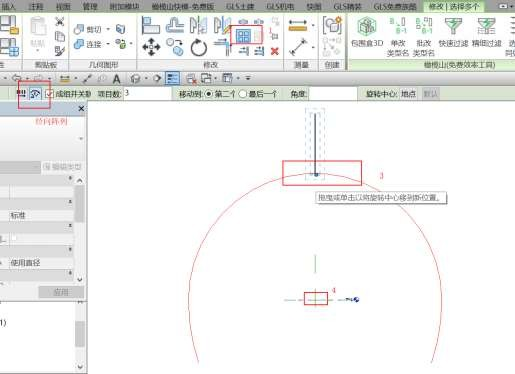 插入 注释 视图 管理 附加模块 橄榄山快模-免费版 GLS土建 GLS机电 快图 GLS精装 GLS免费族库 修改 | 选择多个
粘贴 剪切 连接
包围盒3D 单改类型名 批改类型名 快速过滤 精细过滤
剪贴板 几何图形 修改 测量 创建 橄榄山(免费效率工具)
成组并关联 项目数: 3 移动到: 第二个 最后一个 角度: 旋转中心: 地点 默认
径向阵列
编辑类型
标准
使用直径
应用
1)
3
拖曳或单击以将旋转中心移到新位置。
4